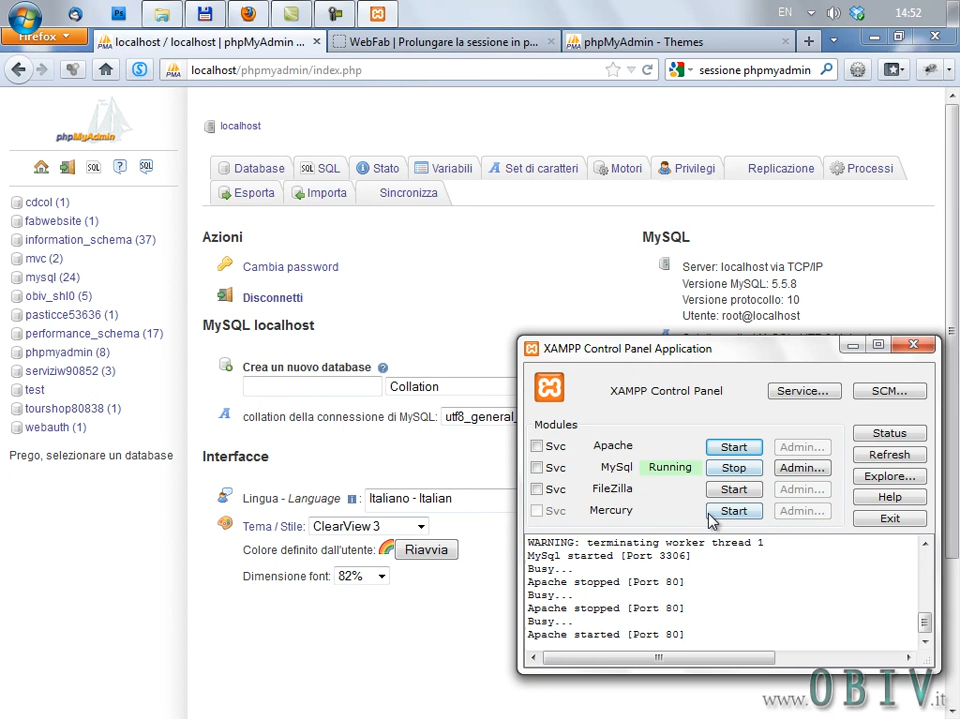 EN
14:52
Firefox
localhost / localhost | phpMyAdmin ...
WebFab | Prolungare la sessione in p...
phpMyAdmin - Themes
localhost/phpmyadmin/index.php
sessione phpmyadmin
phpMyAdmin
localhost
Database
SQL
Stato
Variabili
Set di caratteri
Motori
Privilegi
Replicazione
Processi
Esporta
Importa
Sincronizza
cdcol (1)
fabwebsite (1)
information_schema (37)
mvc (2)
mysql (24)
obiv_shl0 (5)
pasticce53636 (1)
performance_schema (17)
phpmyadmin (8)
serviziw90852 (3)
test
tourshop80838 (1)
webauth (1)
Prego, selezionare un database
Azioni
Cambia password
Disconnetti
MySQL localhost
Crea un nuovo database
Collation
collation della connessione di MySQL:
utf8_general_
Interfacce
Lingua - Language
Italiano - Italian
Tema / Stile:
ClearView 3
Colore definito dall'utente:
Riavvia
Dimensione font:
82%
MySQL
Server: localhost via TCP/IP
Versione MySQL: 5.5.8
Versione protocollo: 10
Utente: root@localhost
XAMPP Control Panel Application
XAMPP Control Panel
Service...
SCM...
Modules
Svc Apache Start Admin...
Svc MySql Running Stop Admin...
Svc FileZilla Start Admin...
Svc Mercury Start Admin...
Status
Refresh
Explore...
Help
Exit
WARNING: terminating worker thread 1
MySql started [Port 3306]
Busy...
Apache stopped [Port 80]
Busy...
Apache stopped [Port 80]
Busy...
Apache started [Port 80]
www.OBIV.it